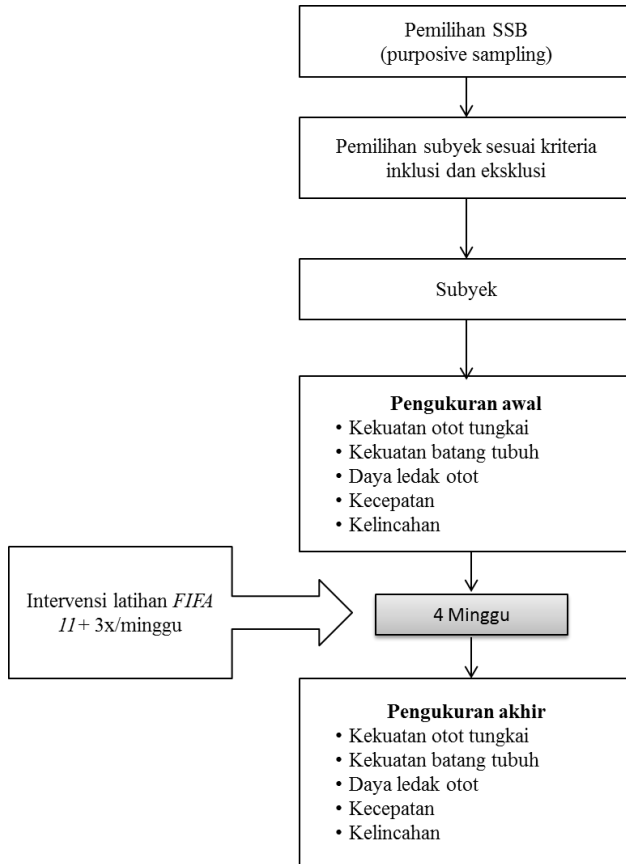 Pemilihan SSB
(purposive sampling)
Pemilihan subyek sesuai kriteria
inklusi dan eksklusi
Subyek
Pengukuran awal
• Kekuatan otot tungkai
• Kekuatan batang tubuh
• Daya ledak otot
• Kecepatan
• Kelincahan
Intervensi latihan FIFA
11+ 3x/minggu
4 Minggu
Pengukuran akhir
• Kekuatan otot tungkai
• Kekuatan batang tubuh
• Daya ledak otot
• Kecepatan
• Kelincahan